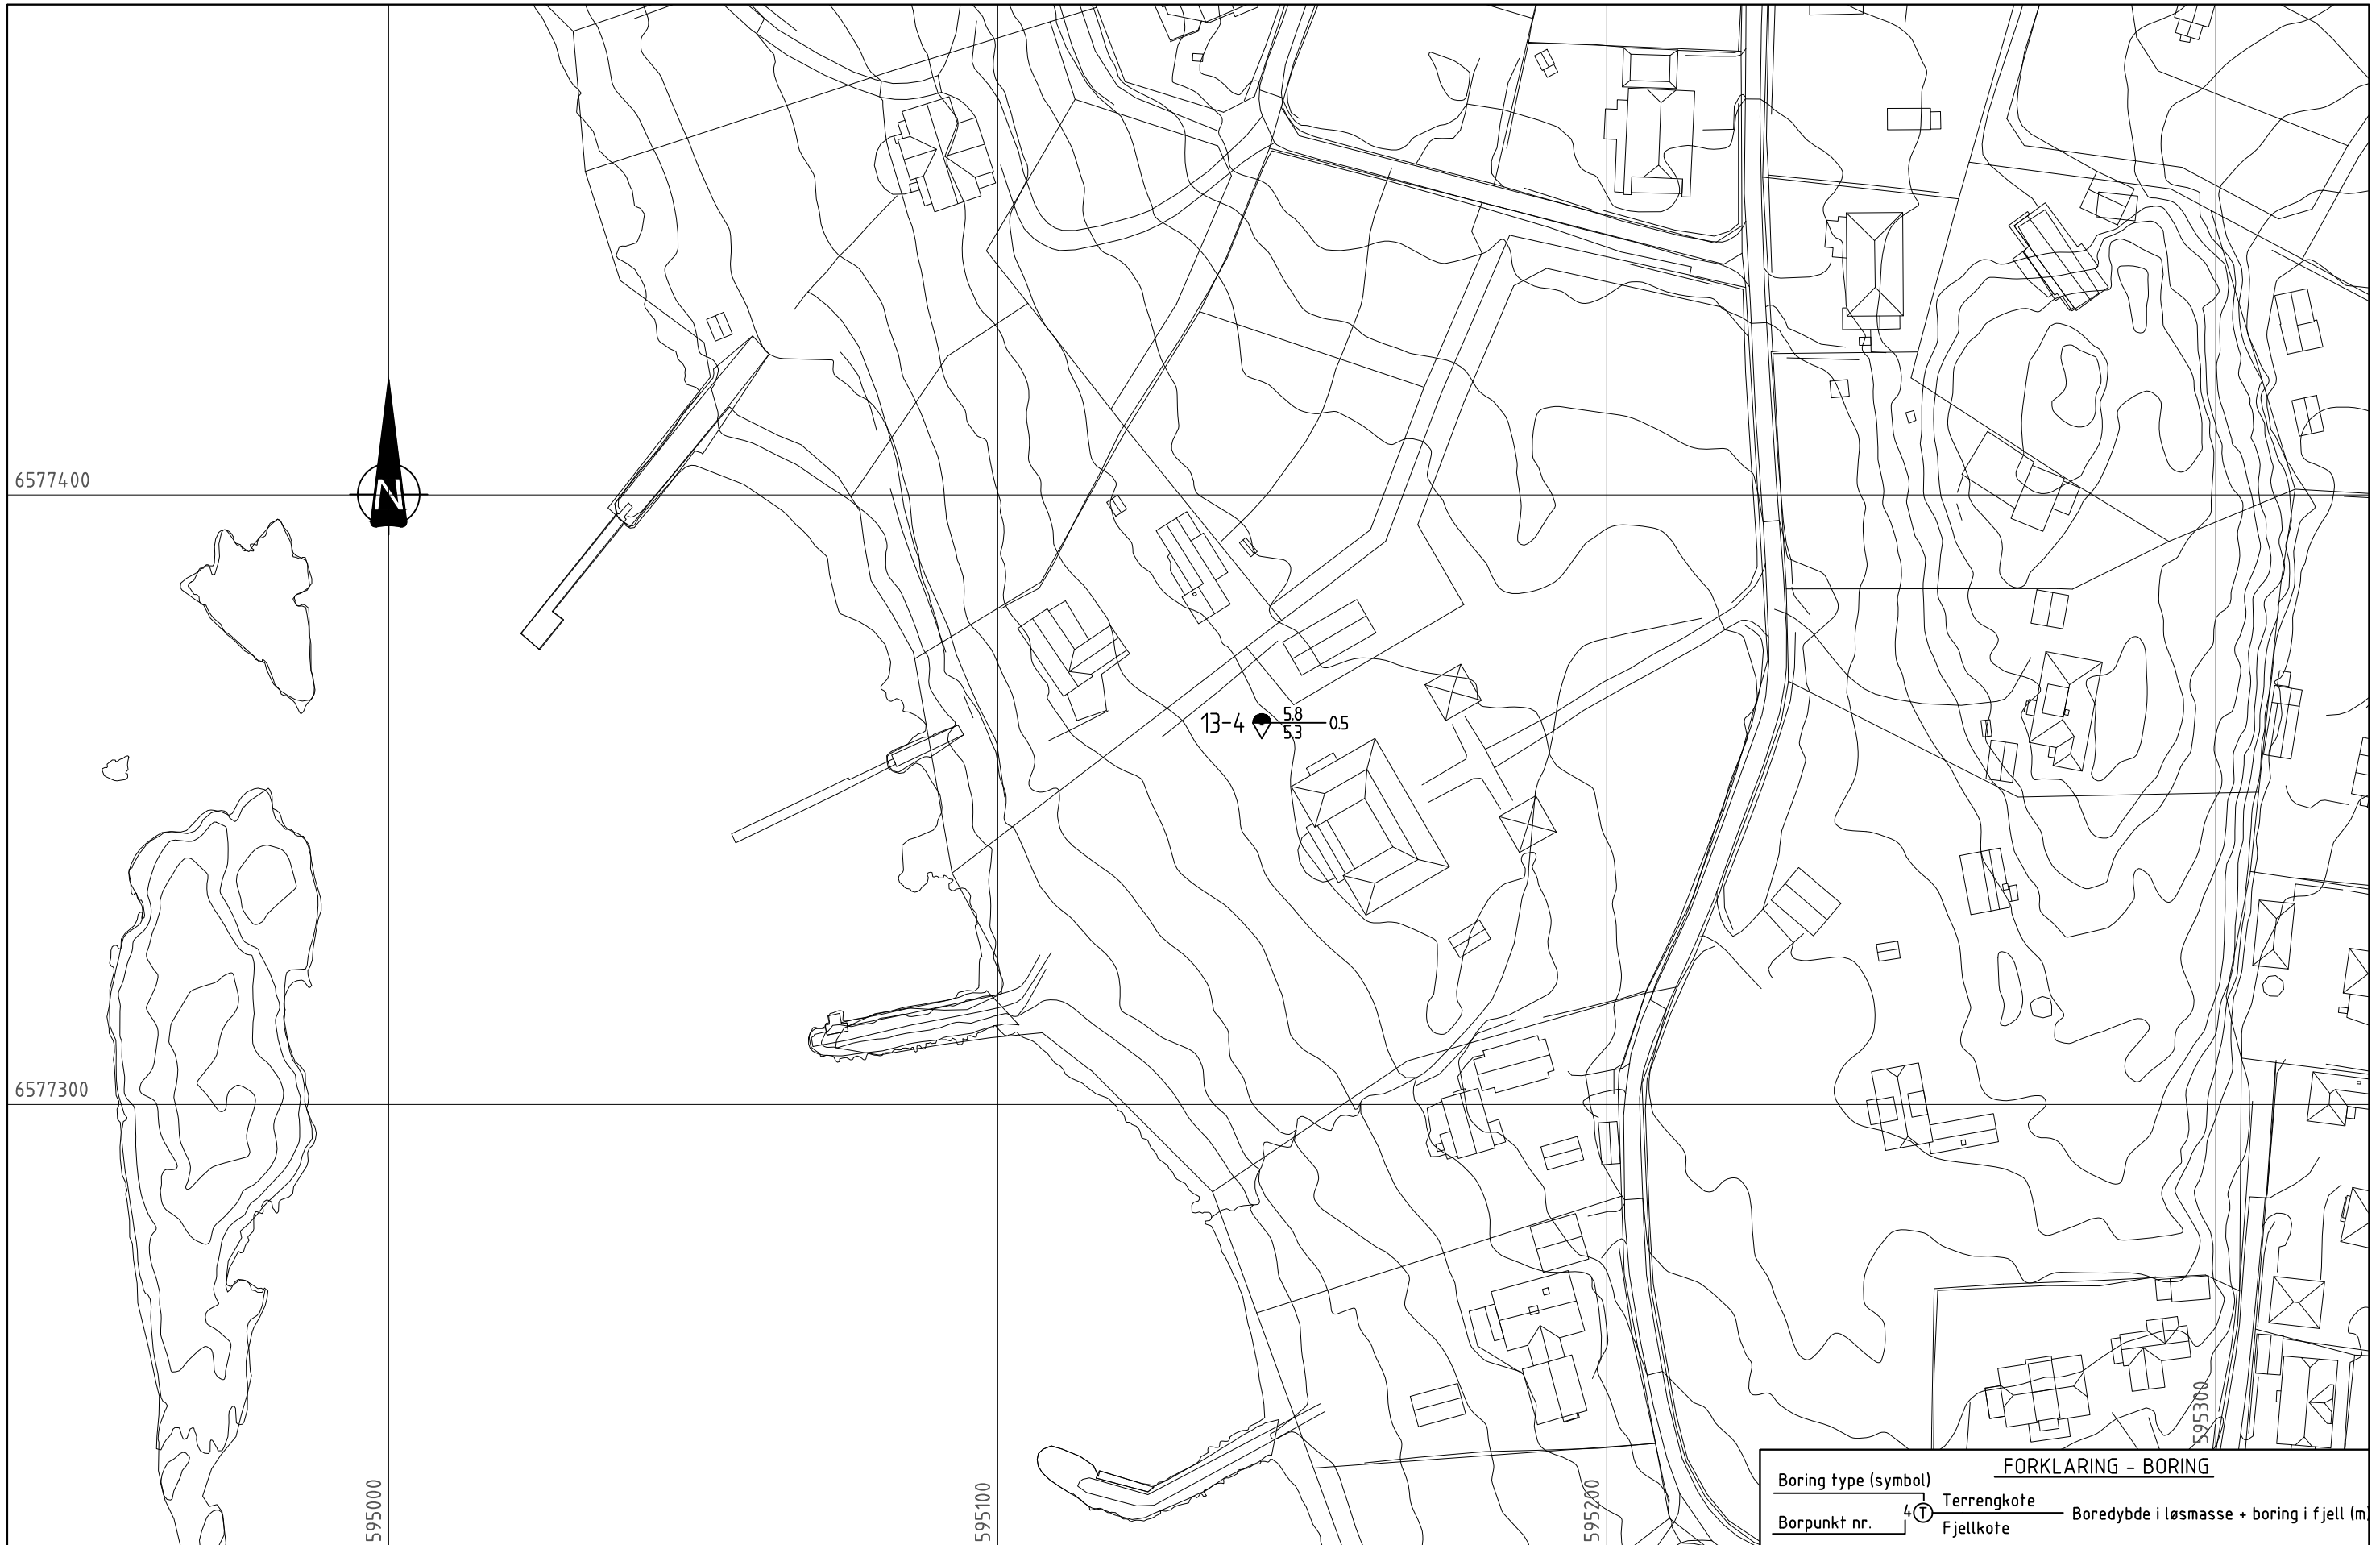 6577400
N
13-4 5.8 0.5
5.3
6577300
595000
595100
595200
595300
FORKLARING - BORING
Boring type (symbol)
Terrengkote
4 T Boredybde i løsmasse + boring i fjell (m
Borpunkt nr.
Fjellkote